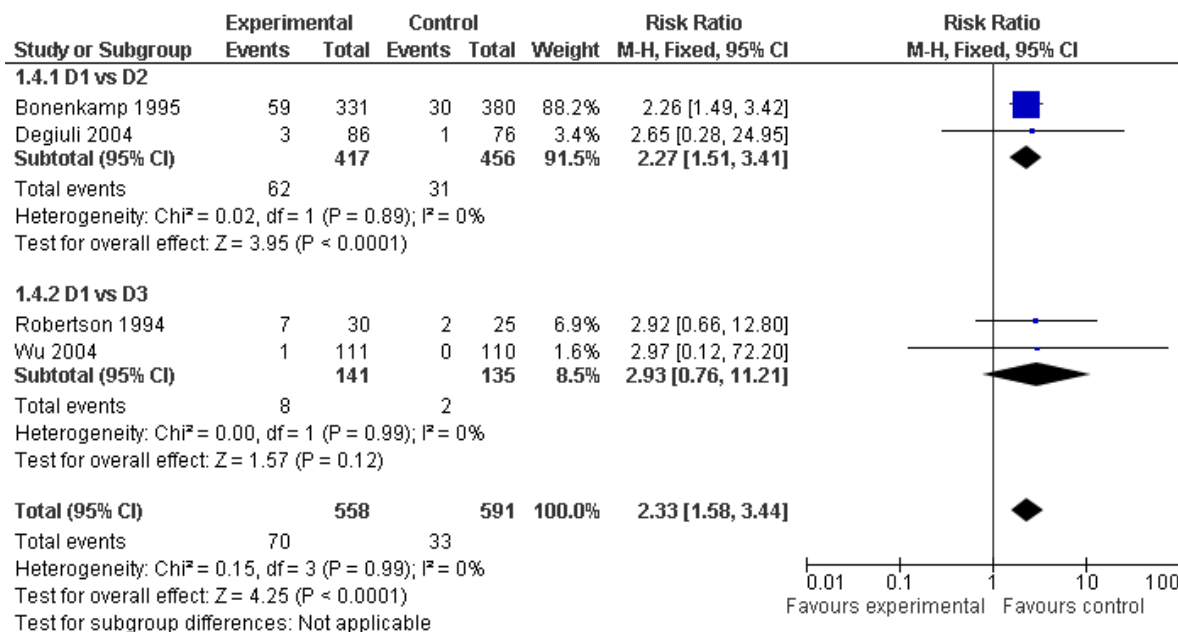 Experimental Control Risk Ratio Risk Ratio
Study or Subgroup Events Total Events Total Weight M-H, Fixed, 95% CI M-H, Fixed, 95% CI
1.4.1 D1 vs D2
Bonenkamp 1995 59 331 30 380 88.2% 2.26 [1.49, 3.42]
Degiuli 2004 3 86 1 76 3.4% 2.65 [0.28, 24.95]
Subtotal (95% CI) 417 456 91.5% 2.27 [1.51, 3.41]
Total events 62 31
Heterogeneity: Chi² = 0.02, df = 1 (P = 0.89); I² = 0%
Test for overall effect: Z = 3.95 (P < 0.0001)
1.4.2 D1 vs D3
Robertson 1994 7 30 2 25 6.9% 2.92 [0.66, 12.80]
Wu 2004 1 111 0 110 1.6% 2.97 [0.12, 72.20]
Subtotal (95% CI) 141 135 8.5% 2.93 [0.76, 11.21]
Total events 8 2
Heterogeneity: Chi² = 0.00, df = 1 (P = 0.99); I² = 0%
Test for overall effect: Z = 1.57 (P = 0.12)
Total (95% CI) 558 591 100.0% 2.33 [1.58, 3.44]
Total events 70 33
Heterogeneity: Chi² = 0.15, df = 3 (P = 0.99); I² = 0%
Test for overall effect: Z = 4.25 (P < 0.0001)
Test for subgroup differences: Not applicable
0.01 0.1 1 10 100
Favours experimental Favours control